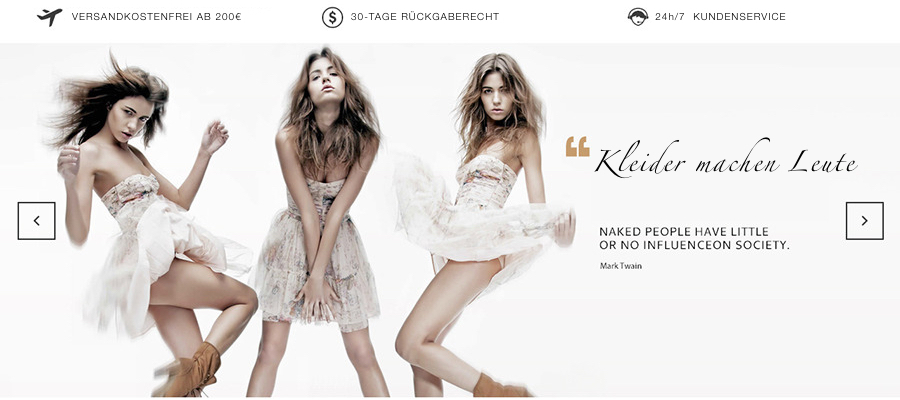 VERSANDKOSTENFREI AB 200€
30-TAGE RÜCKGABERECHT
24h/7 KUNDENSERVICE
“ Kleider machen Leute
NAKED PEOPLE HAVE LITTLE
OR NO INFLUENCEON SOCIETY.
Mark Twain